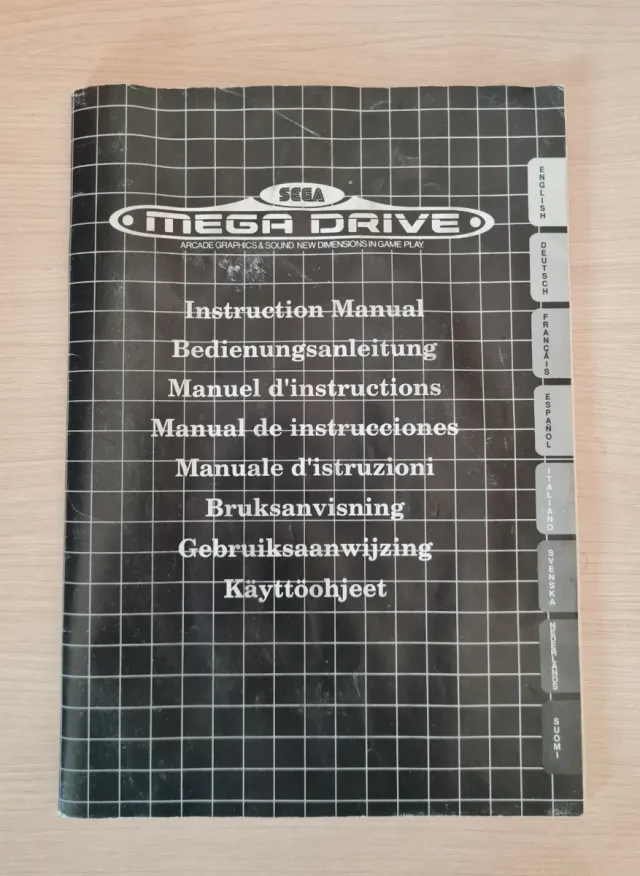 SEGA
MEGA DRIVE
ARCADE GRAPHICS & SOUND NEW DIMENSIONS IN GAME PLAY
Instruction Manual
Bedienungsanleitung
Manuel d'instructions
Manual de instrucciones
Manuale d'istruzioni
Bruksanvisning
Gebruiksaanwijzing
Käyttöohjeet
ENGLISH
DEUTSCH
FRANÇAIS
ESPAÑOL
ITALIANO
SVENSKA
NEDERLANDS
SUOMI